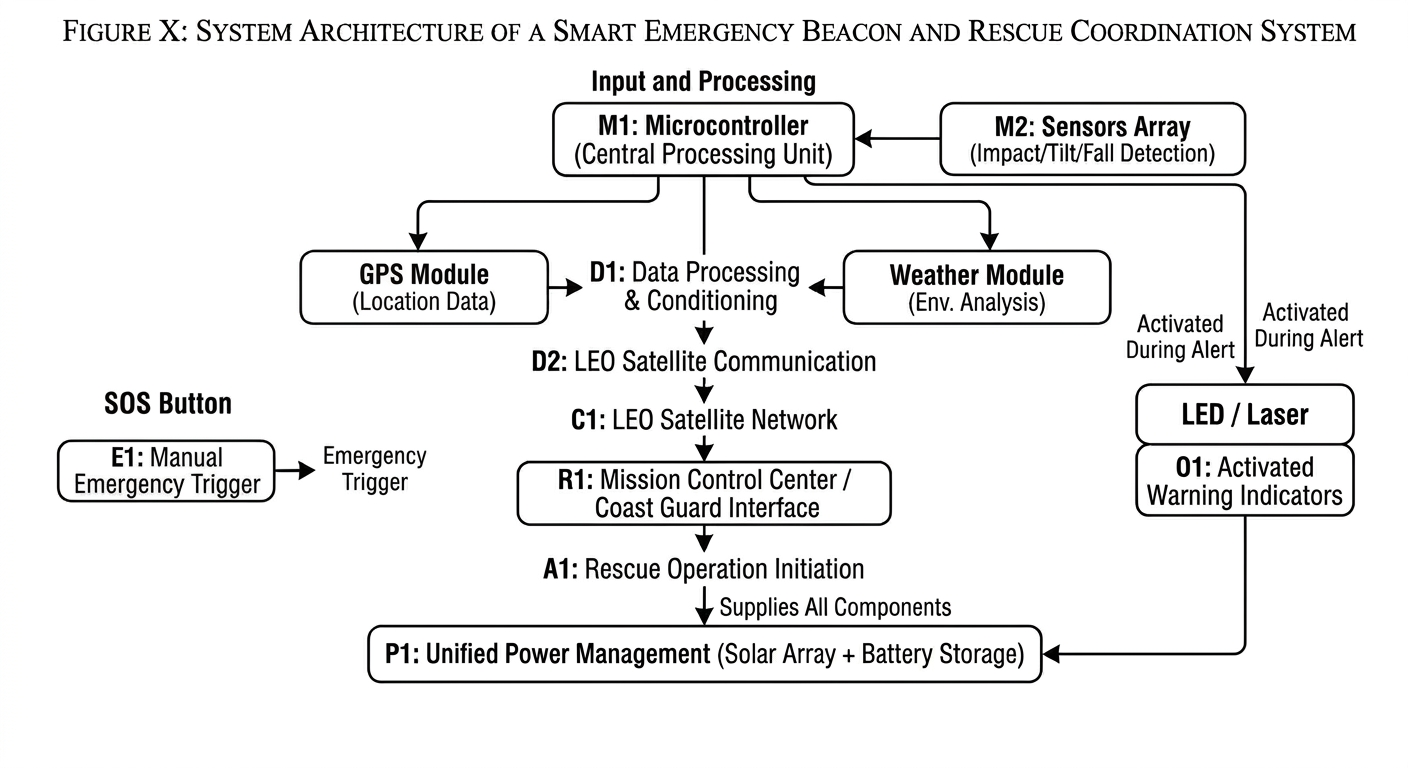 FIGURE X: SYSTEM ARCHITECTURE OF A SMART EMERGENCY BEACON AND RESCUE COORDINATION SYSTEM
Input and Processing
M1: Microcontroller
(Central Processing Unit)
M2: Sensors Array
(Impact/Tilt/Fall Detection)
GPS Module
(Location Data)
D1: Data Processing
& Conditioning
Weather Module
(Env. Analysis)
Activated
During Alert
Activated
During Alert
D2: LEO Satellite Communication
SOS Button
C1: LEO Satellite Network
LED / Laser
E1: Manual
Emergency Trigger
Emergency
Trigger
R1: Mission Control Center /
Coast Guard Interface
O1: Activated
Warning Indicators
A1: Rescue Operation Initiation
Supplies All Components
P1: Unified Power Management (Solar Array + Battery Storage)